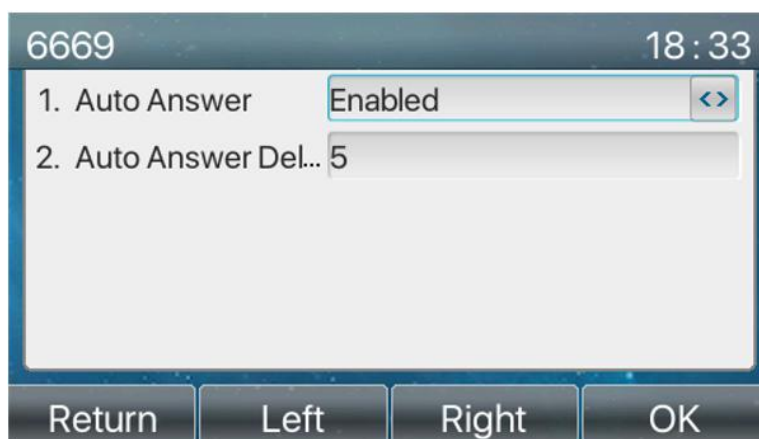 6669 18:33
1. Auto Answer Enabled <>
2. Auto Answer Del... 5
Return Left Right OK